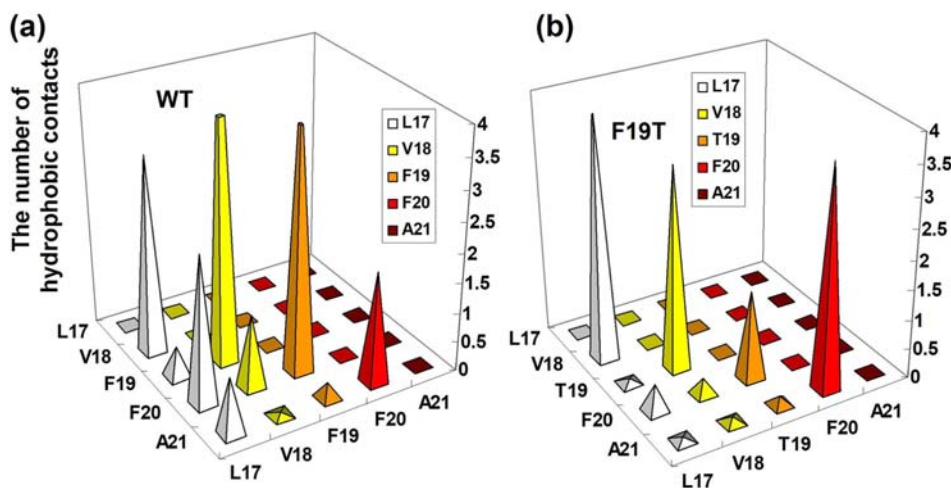 (a)
WT
The number of
hydrophobic contacts
L17
V18
F19
F20
A21
4
3.5
3
2.5
2
1.5
1
0.5
0
L17
V18
F19
F20
A21
L17
V18
F19
F20
A21
(b)
F19T
L17
V18
T19
F20
A21
4
3.5
3
2.5
2
1.5
1
0.5
0
L17
V18
T19
F20
A21
L17
V18
T19
F20
A21